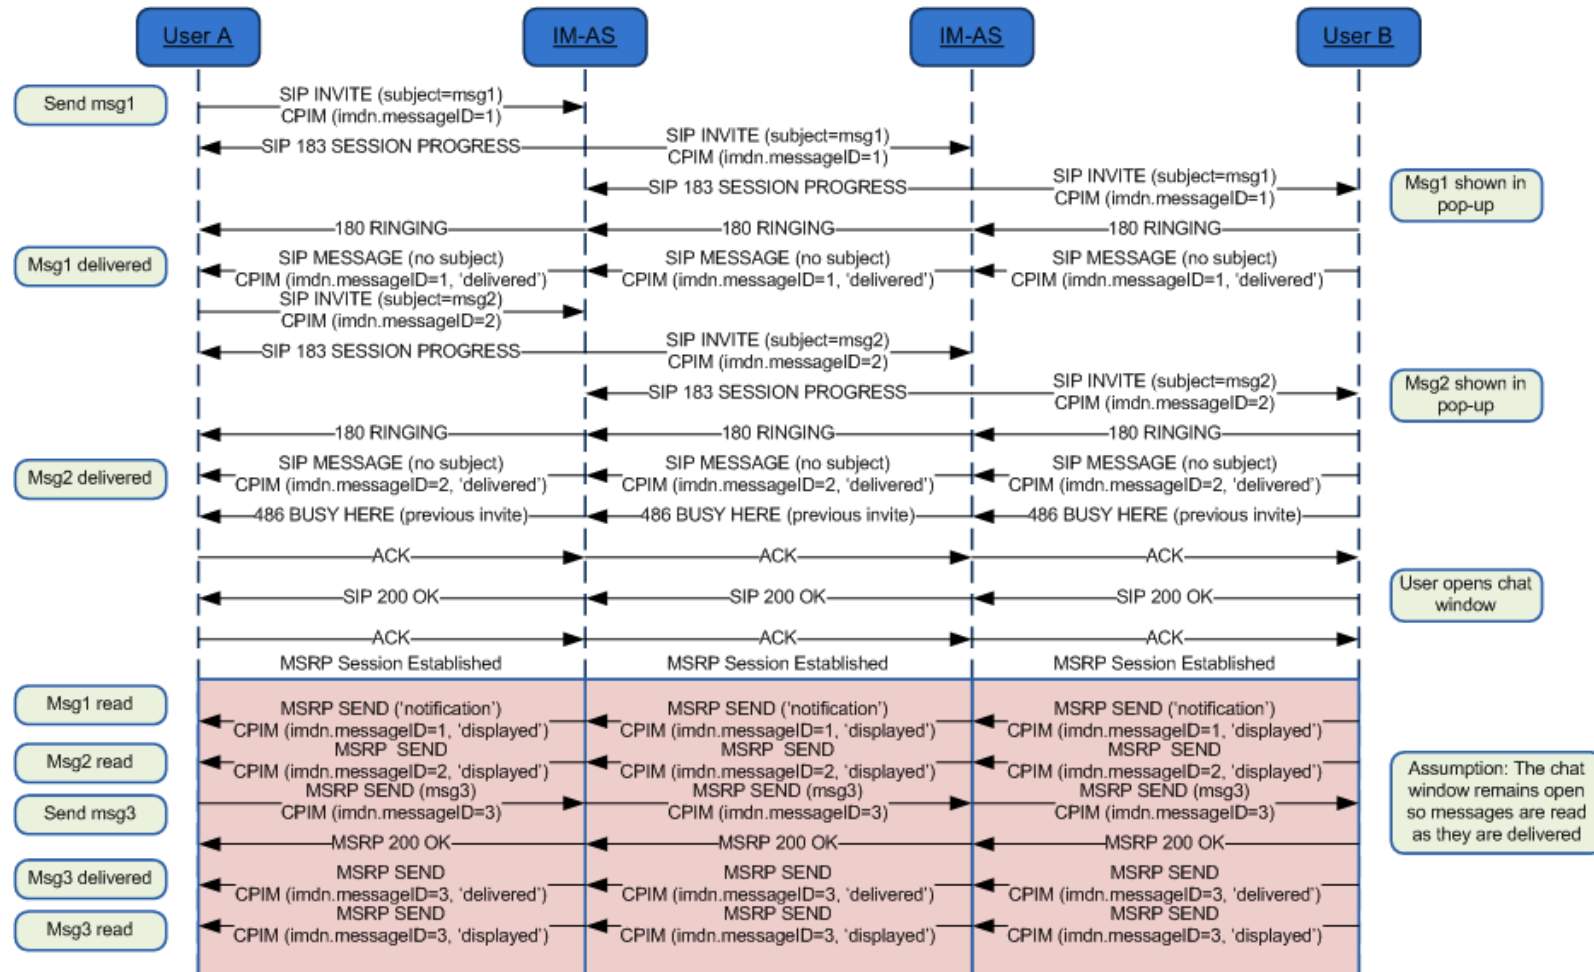 User A
IM-AS
IM-AS
User B
Send msg1
SIP INVITE (subject=msg1)
CPIM (imdn.messageID=1)
SIP 183 SESSION PROGRESS
SIP INVITE (subject=msg1)
CPIM (imdn.messageID=1)
SIP 183 SESSION PROGRESS
SIP INVITE (subject=msg1)
CPIM (imdn.messageID=1)
Msg1 shown in
pop-up
180 RINGING
180 RINGING
180 RINGING
Msg1 delivered
SIP MESSAGE (no subject)
CPIM (imdn.messageID=1, ‘delivered’)
SIP MESSAGE (no subject)
CPIM (imdn.messageID=1, ‘delivered’)
SIP MESSAGE (no subject)
CPIM (imdn.messageID=1, ‘delivered’)
SIP INVITE (subject=msg2)
CPIM (imdn.messageID=2)
SIP 183 SESSION PROGRESS
SIP INVITE (subject=msg2)
CPIM (imdn.messageID=2)
SIP 183 SESSION PROGRESS
SIP INVITE (subject=msg2)
CPIM (imdn.messageID=2)
Msg2 shown in
pop-up
180 RINGING
180 RINGING
180 RINGING
Msg2 delivered
SIP MESSAGE (no subject)
CPIM (imdn.messageID=2, ‘delivered’)
SIP MESSAGE (no subject)
CPIM (imdn.messageID=2, ‘delivered’)
SIP MESSAGE (no subject)
CPIM (imdn.messageID=2, ‘delivered’)
486 BUSY HERE (previous invite)
486 BUSY HERE (previous invite)
486 BUSY HERE (previous invite)
ACK
ACK
ACK
SIP 200 OK
SIP 200 OK
SIP 200 OK
User opens chat
window
ACK
ACK
ACK
MSRP Session Established
MSRP Session Established
MSRP Session Established
Msg1 read
MSRP SEND (‘notification’)
CPIM (imdn.messageID=1, ‘displayed’)
MSRP SEND (‘notification’)
CPIM (imdn.messageID=1, ‘displayed’)
MSRP SEND (‘notification’)
CPIM (imdn.messageID=1, ‘displayed’)
Msg2 read
MSRP SEND
CPIM (imdn.messageID=2, ‘displayed’)
MSRP SEND
CPIM (imdn.messageID=2, ‘displayed’)
MSRP SEND
CPIM (imdn.messageID=2, ‘displayed’)
Send msg3
MSRP SEND (msg3)
CPIM (imdn.messageID=3)
MSRP SEND (msg3)
CPIM (imdn.messageID=3)
MSRP SEND (msg3)
CPIM (imdn.messageID=3)
Assumption: The chat
window remains open
so messages are read
as they are delivered
MSRP 200 OK
MSRP 200 OK
MSRP 200 OK
Msg3 delivered
MSRP SEND
CPIM (imdn.messageID=3, ‘delivered’)
MSRP SEND
CPIM (imdn.messageID=3, ‘delivered’)
MSRP SEND
CPIM (imdn.messageID=3, ‘delivered’)
Msg3 read
MSRP SEND
CPIM (imdn.messageID=3, ‘displayed’)
MSRP SEND
CPIM (imdn.messageID=3, ‘displayed’)
MSRP SEND
CPIM (imdn.messageID=3, ‘displayed’)